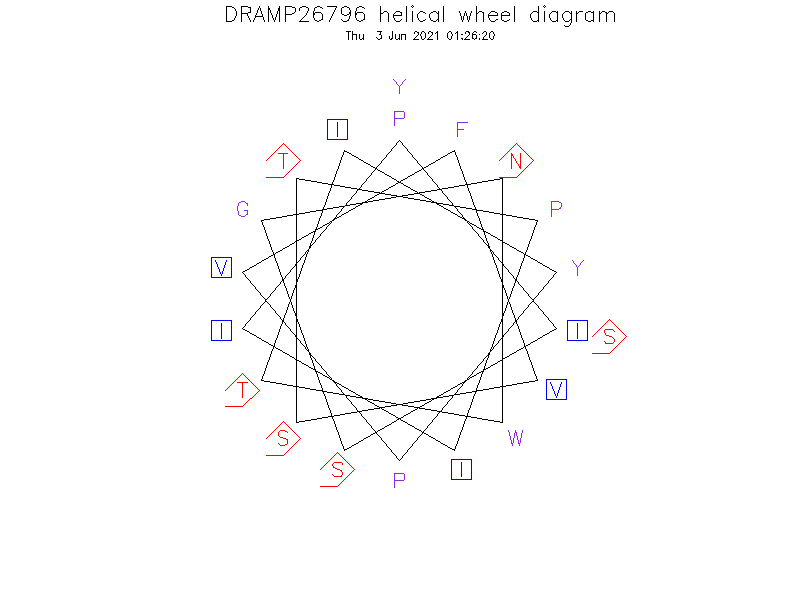 DRAMP26796 helical wheel diagram
Thu 3 Jun 2021 01:26:20
Y
P
I F
T N
G P
V Y
I I S
T V
S W
S I
P